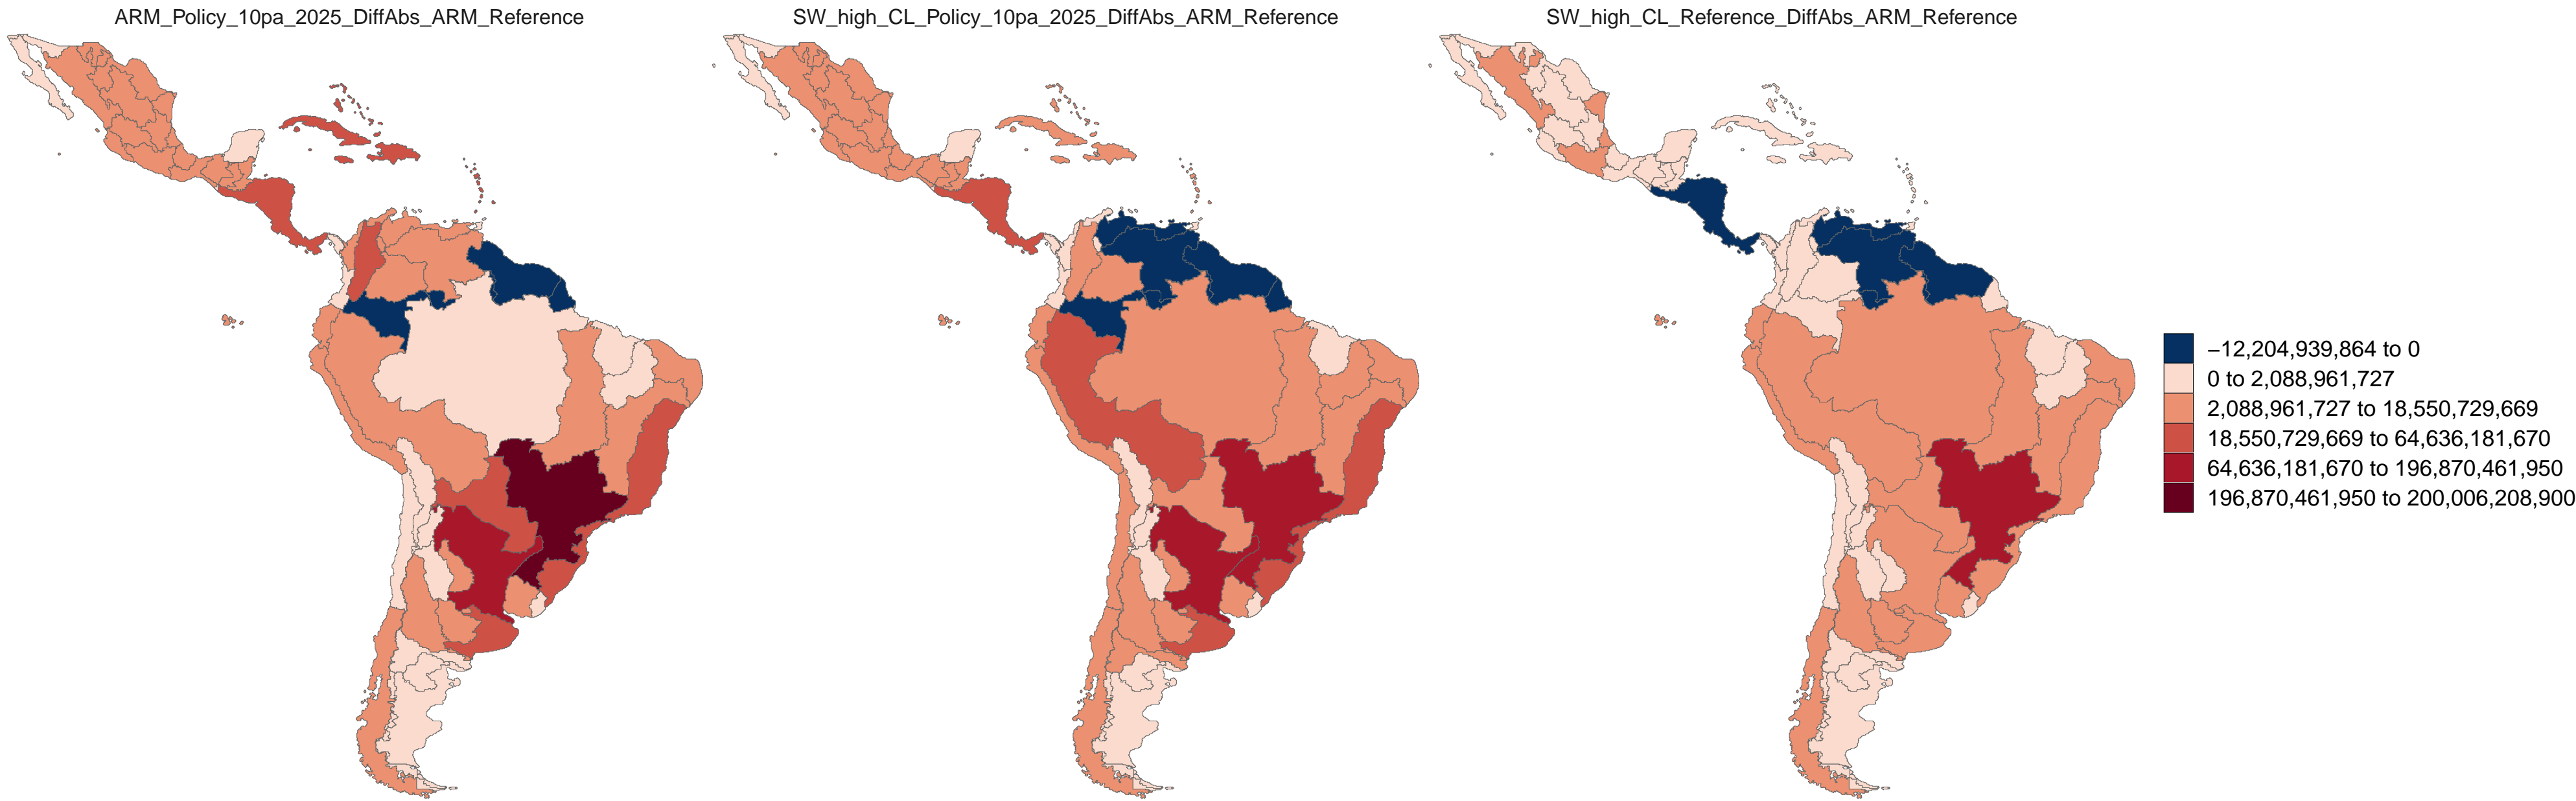 ARM_Policy_10pa_2025_DiffAbs_ARM_Reference
SW_high_CL_Policy_10pa_2025_DiffAbs_ARM_Reference
SW_high_CL_Reference_DiffAbs_ARM_Reference
−12,204,939,864 to 0
0 to 2,088,961,727
2,088,961,727 to 18,550,729,669
18,550,729,669 to 64,636,181,670
64,636,181,670 to 196,870,461,950
196,870,461,950 to 200,006,208,900